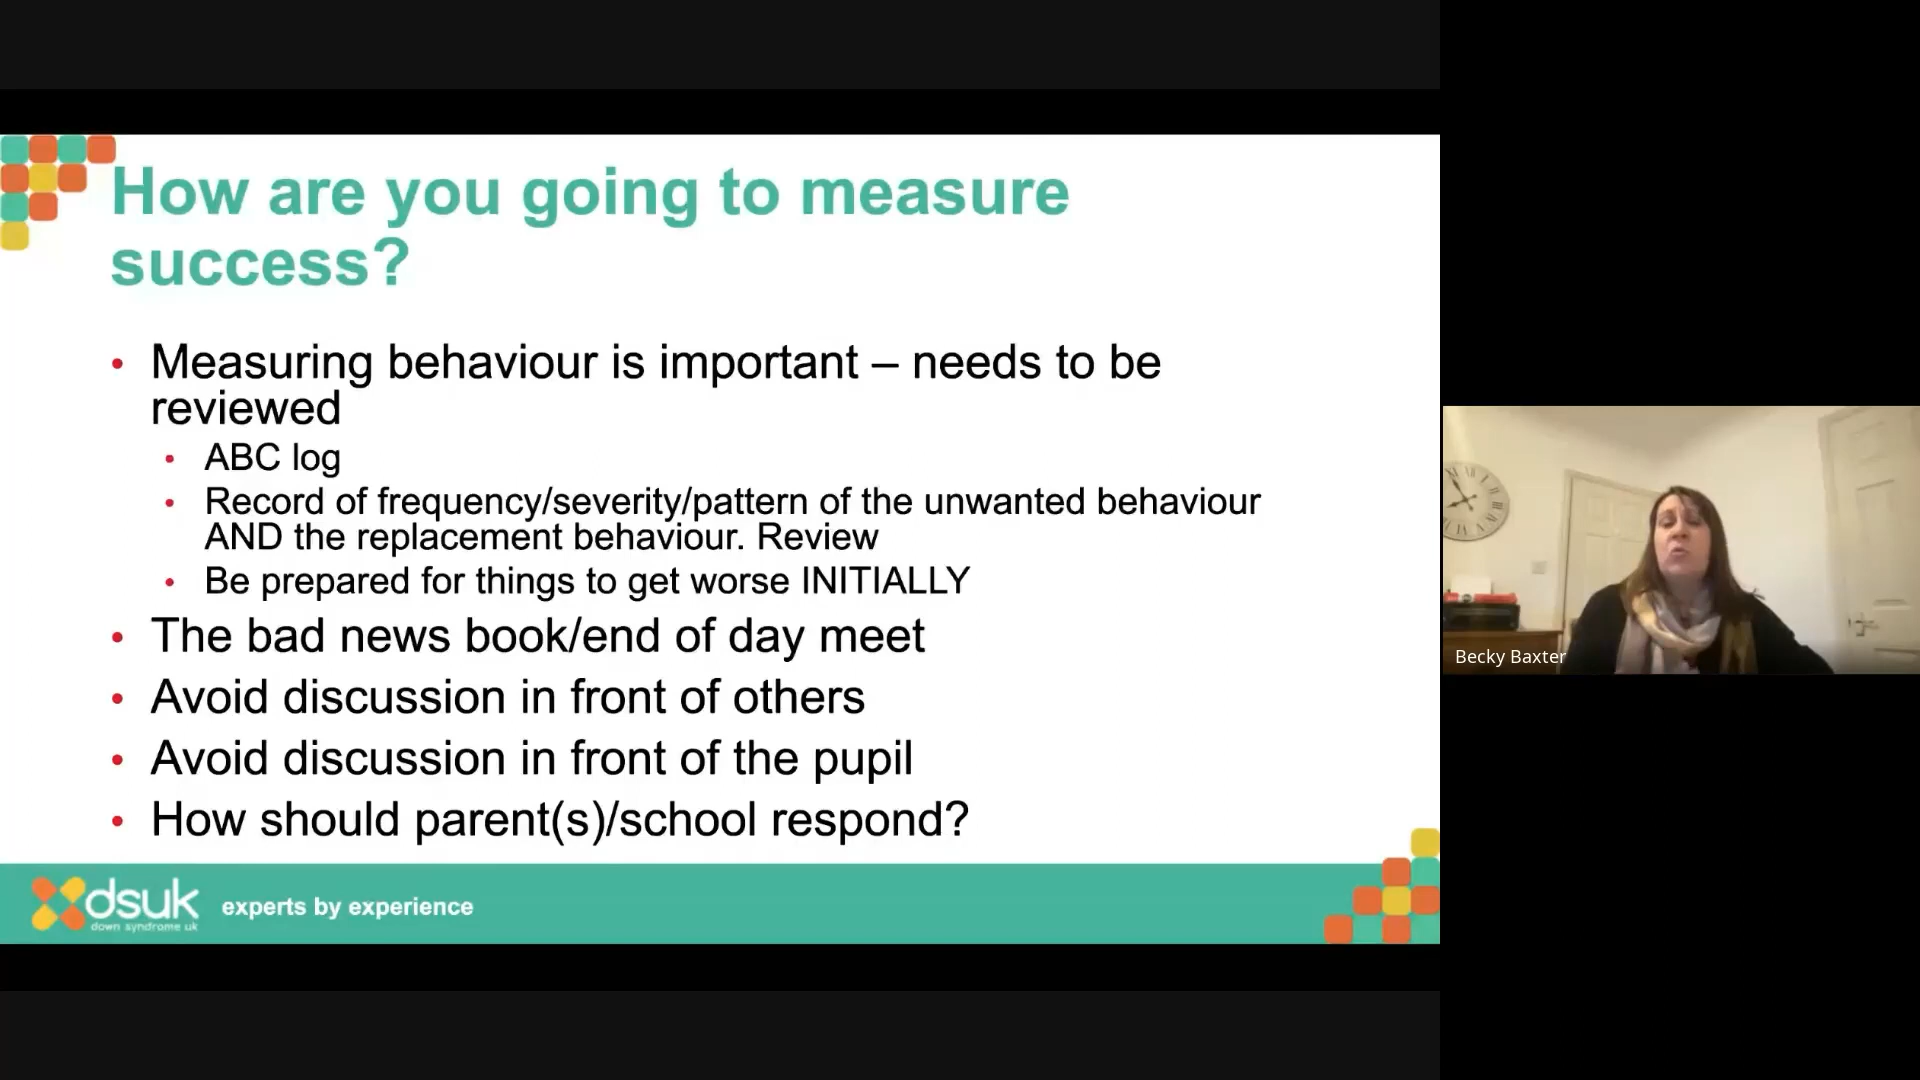 How are you going to measure
success?
• Measuring behaviour is important – needs to be
reviewed
• ABC log
• Record of frequency/severity/pattern of the unwanted behaviour
AND the replacement behaviour. Review
• Be prepared for things to get worse INITIALLY
• The bad news book/end of day meet
• Avoid discussion in front of others
• Avoid discussion in front of the pupil
• How should parent(s)/school respond?
dsuk
down syndrome uk
experts by experience
Becky Baxter